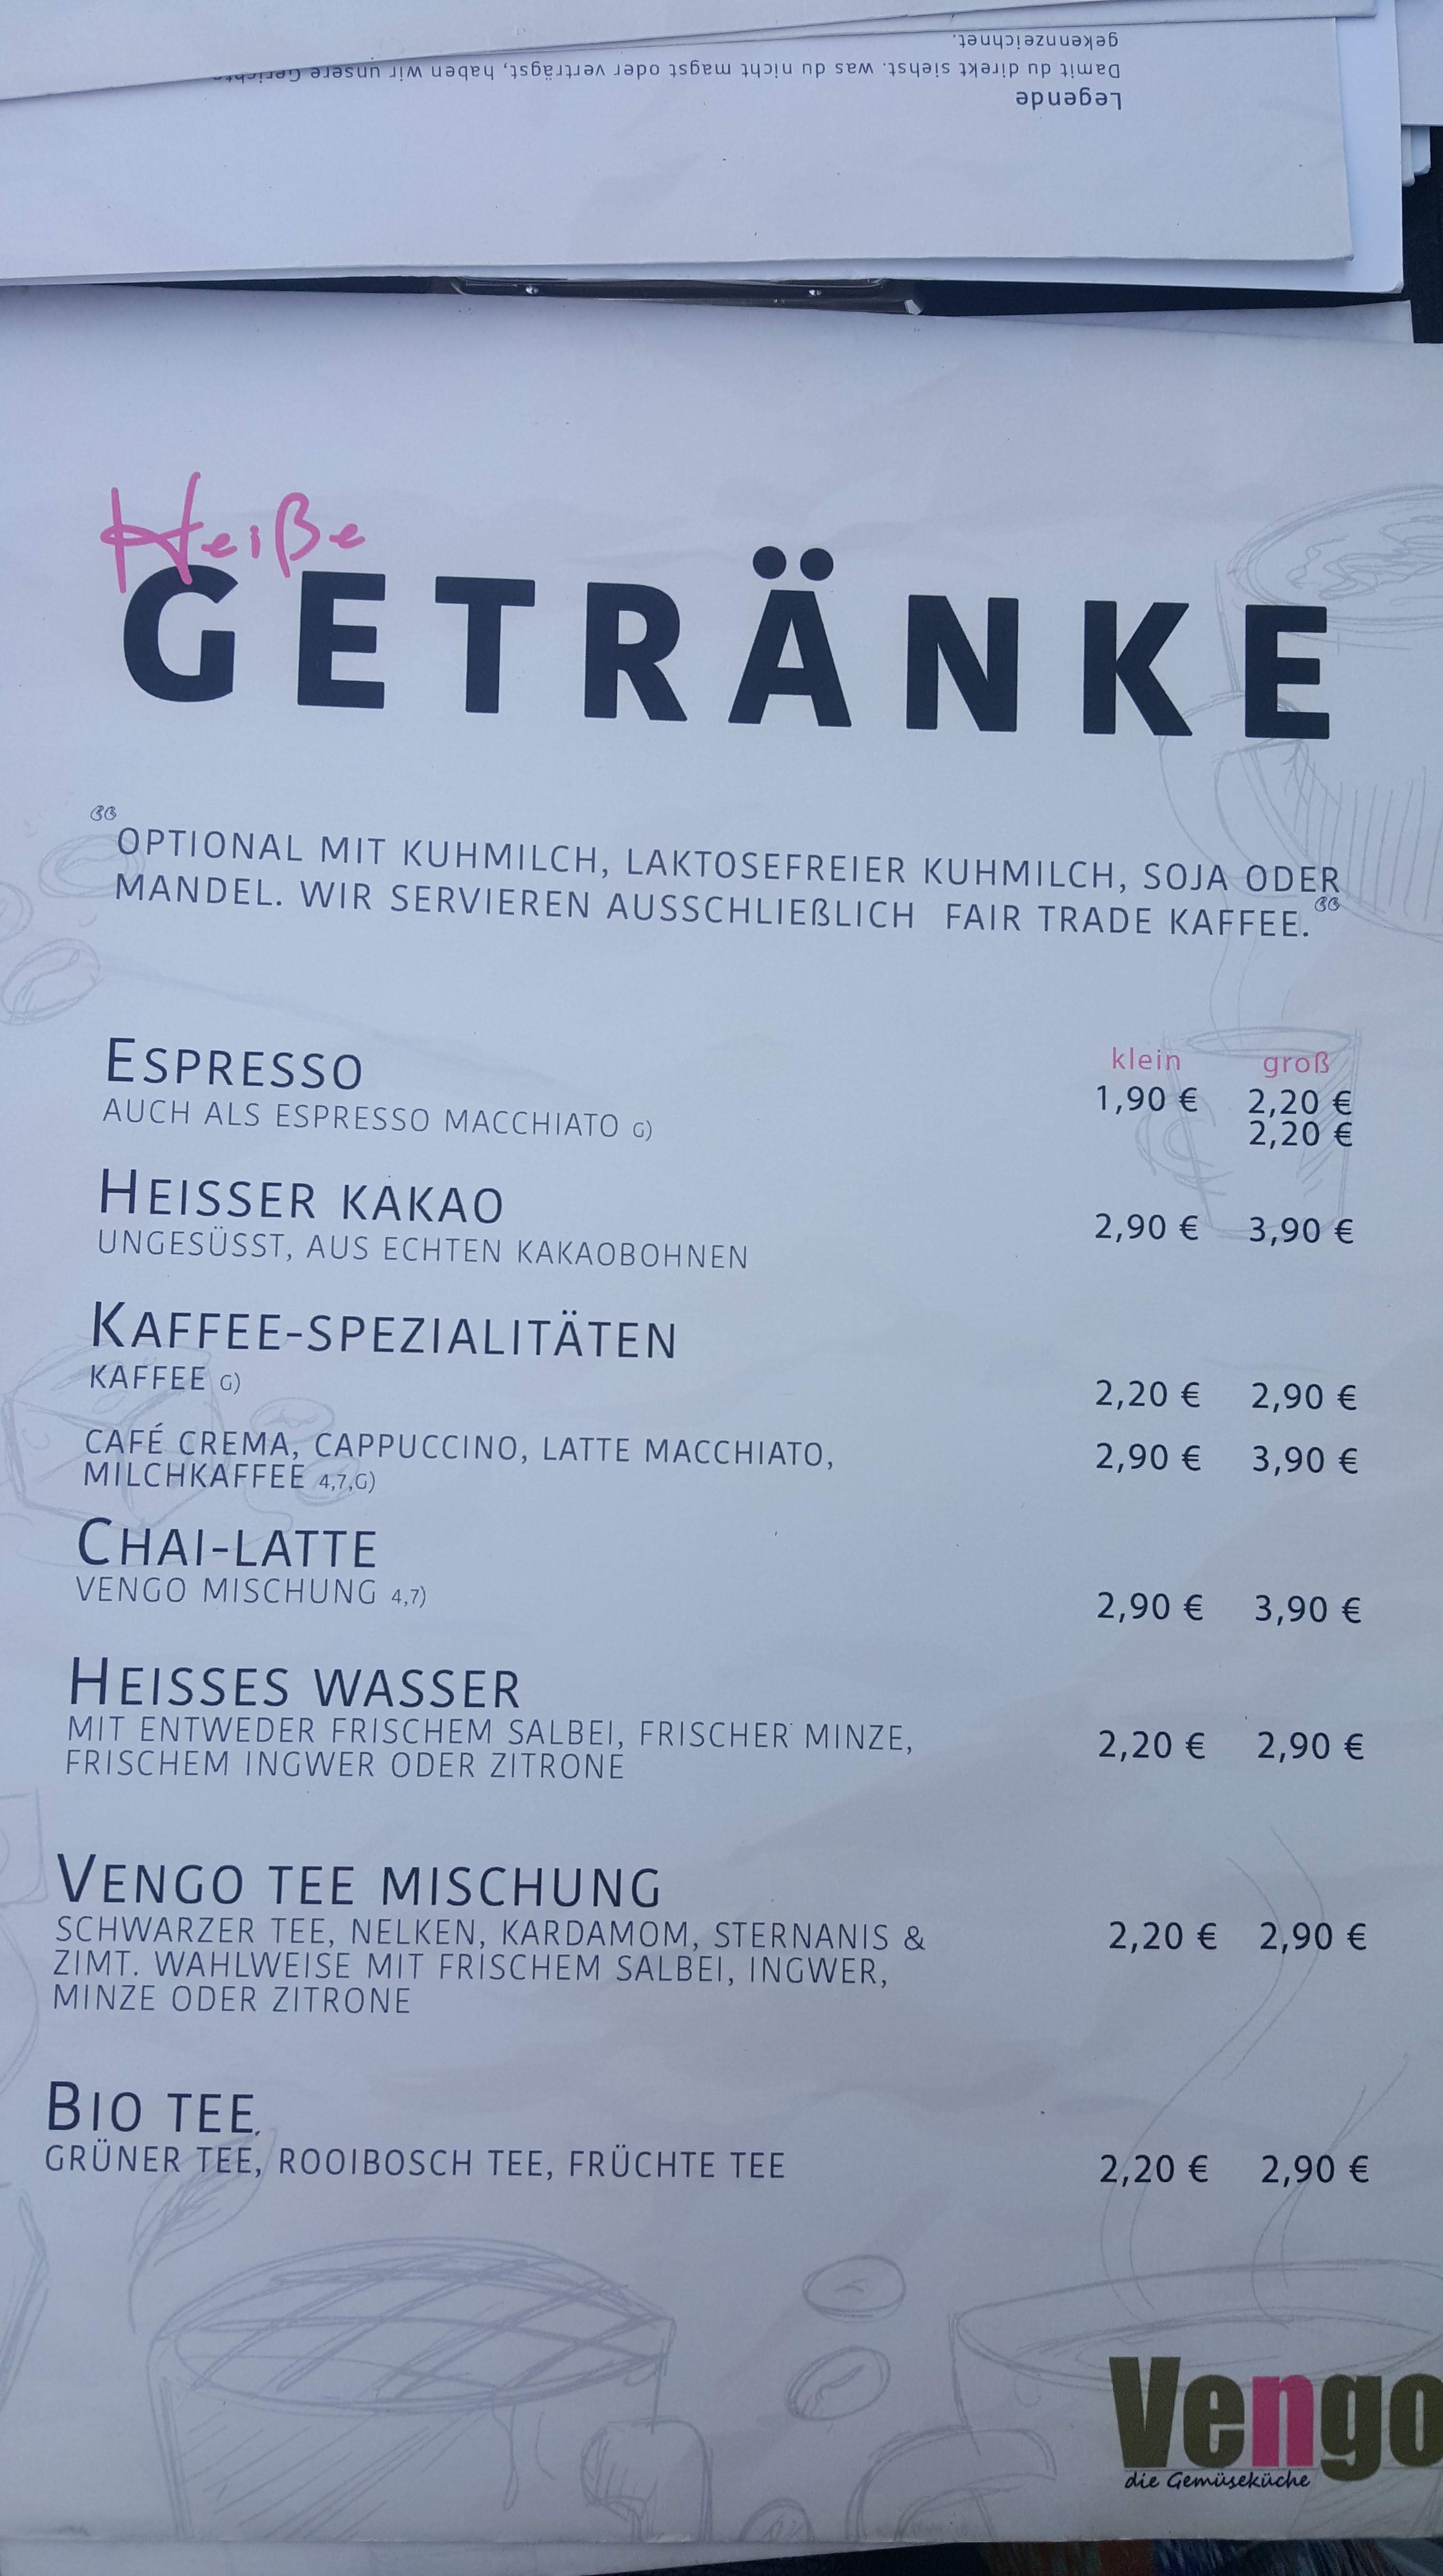 gekennzeichnet.
Damit du direkt siehst. was du nicht magst oder verträgst, haben wir unsere Gerichte
Legende
Heiße
GETRÄNKE
OPTIONAL MIT KUHMILCH, LAKTOSEFREIER KUHMILCH, SOJA ODER
MANDEL. WIR SERVIEREN AUSSCHLIEßLICH FAIR TRADE KAFFEE.
ESPRESSO klein groß
1,90 € 2,20 €
AUCH ALS ESPRESSO MACCHIATO G) 2,20 €
HEISSER KAKAO
2,90 € 3,90 €
UNGESÜSST, AUS ECHTEN KAKAOBOHNEN
KAFFEE-SPEZIALITÄTEN
KAFFEE G) 2,20 € 2,90 €
CAFÉ CREMA, CAPPUCCINO, LATTE MACCHIATO, 2,90 € 3,90 €
MILCHKAFFEE 4,7,G)
CHAI-LATTE
VENGO MISCHUNG 4,7) 2,90 € 3,90 €
HEISSES WASSER
MIT ENTWEDER FRISCHEM SALBEI, FRISCHER MINZE, 2,20 € 2,90 €
FRISCHEM INGWER ODER ZITRONE
VENGO TEE MISCHUNG
SCHWARZER TEE, NELKEN, KARDAMOM, STERNANIS & 2,20 € 2,90 €
ZIMT. WAHLWEISE MIT FRISCHEM SALBEI, INGWER,
MINZE ODER ZITRONE
BIO TEE
GRÜNER TEE, ROOIBOSCH TEE, FRÜCHTE TEE 2,20 € 2,90 €
Vengo
die Gemüseküche